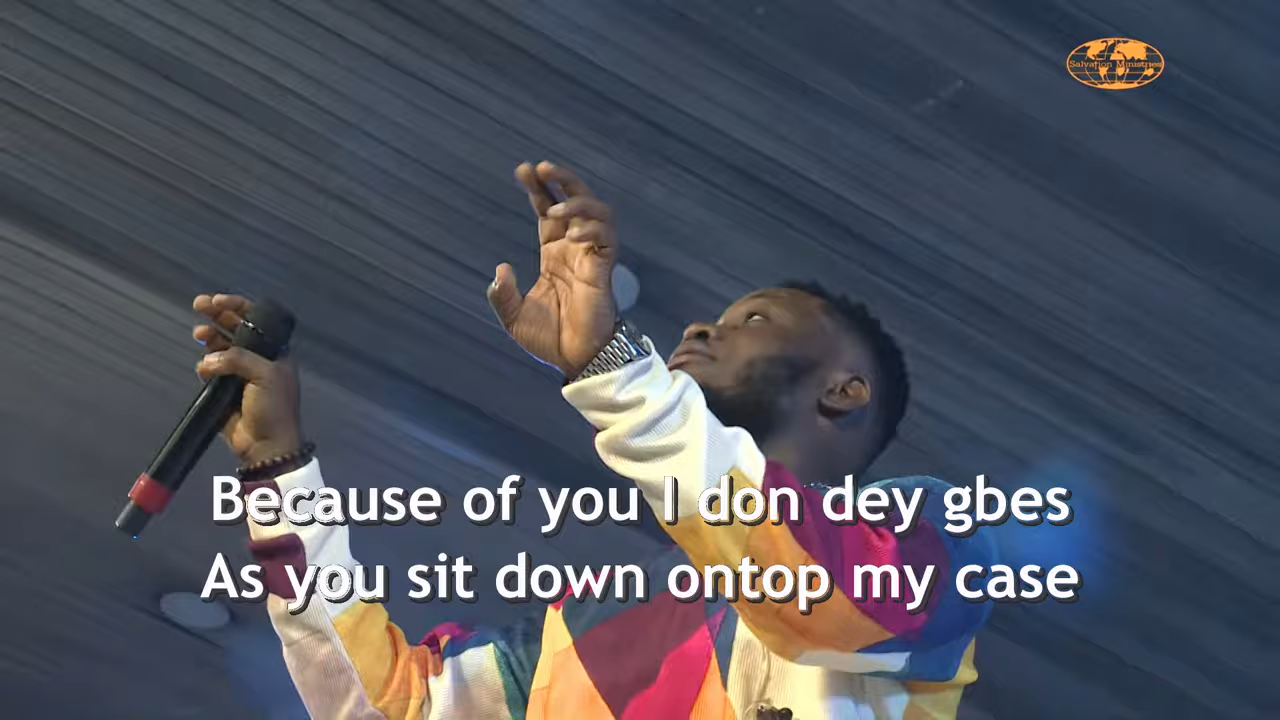 Salvation Ministries
Because of you I don dey gbes
As you sit down ontop my case